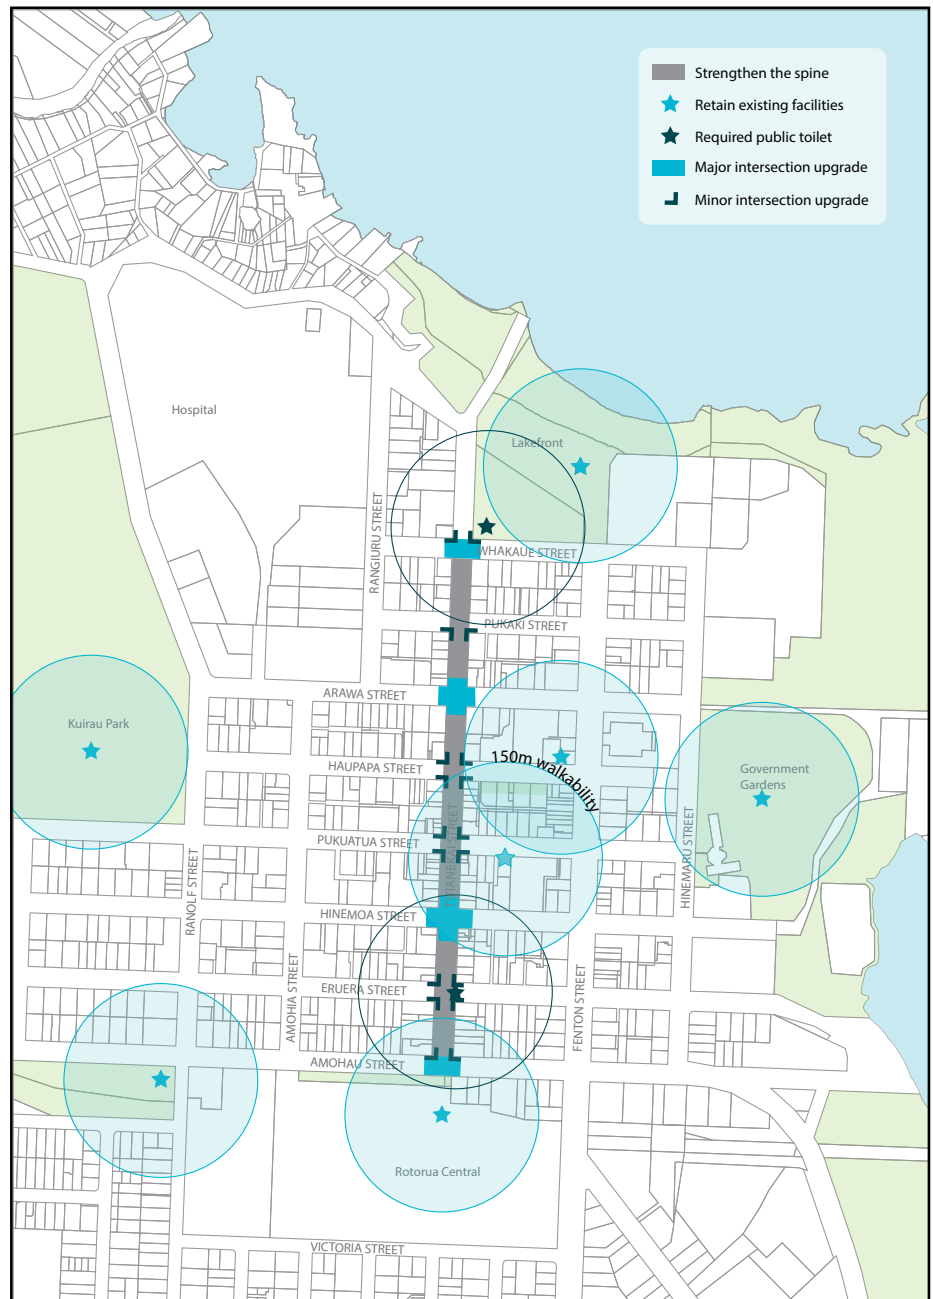 Strengthen the spine
Retain existing facilities
Required public toilet
Major intersection upgrade
Minor intersection upgrade
Hospital
Lakefront
RANGIURU STREET
WHAKAUE STREET
PUKAKI STREET
ARAWA STREET
Kuirau Park
150m walkability
HAUPAPA STREET
Government
Gardens
TUTANEKAI STREET
PUKUATUA STREET
HINEMARU STREET
RANOLF STREET
HINEMOA STREET
AMOHIA STREET
ERUERA STREET
FENTON STREET
AMOHAU STREET
Rotorua Central
VICTORIA STREET